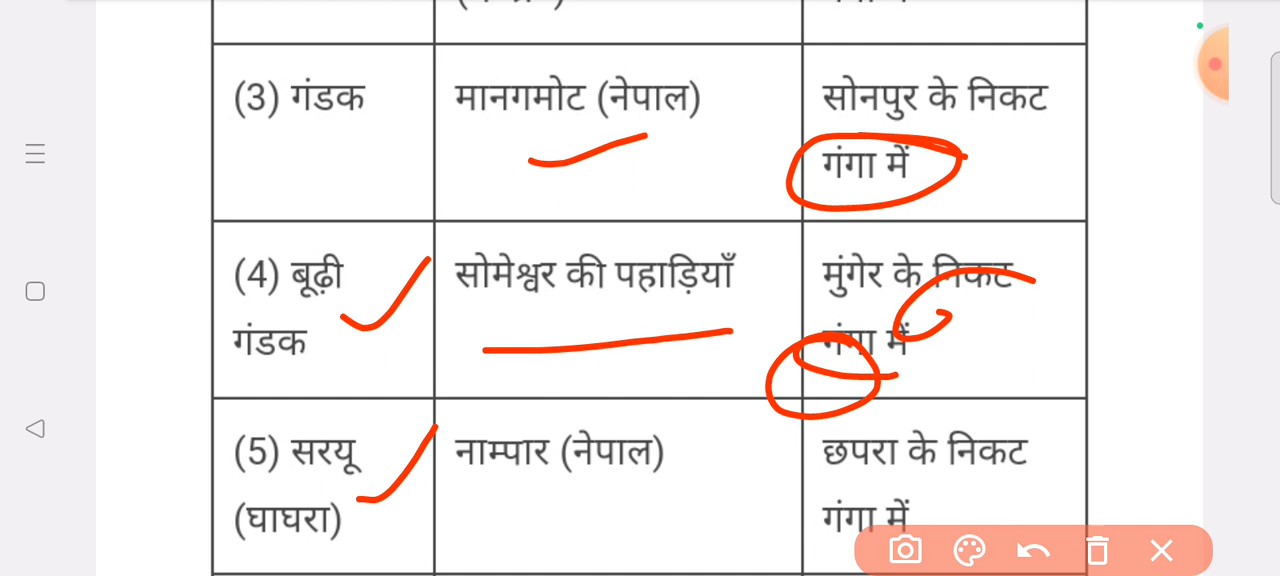 (3) गंडक
मानगमोट (नेपाल)
सोनपुर के निकट
गंगा में
(4) बूढ़ी
गंडक
सोमेश्वर की पहाड़ियाँ
मुंगेर के निकट
गंगा में
(5) सरयू
(घाघरा)
नाम्पार (नेपाल)
छपरा के निकट
गंगा में